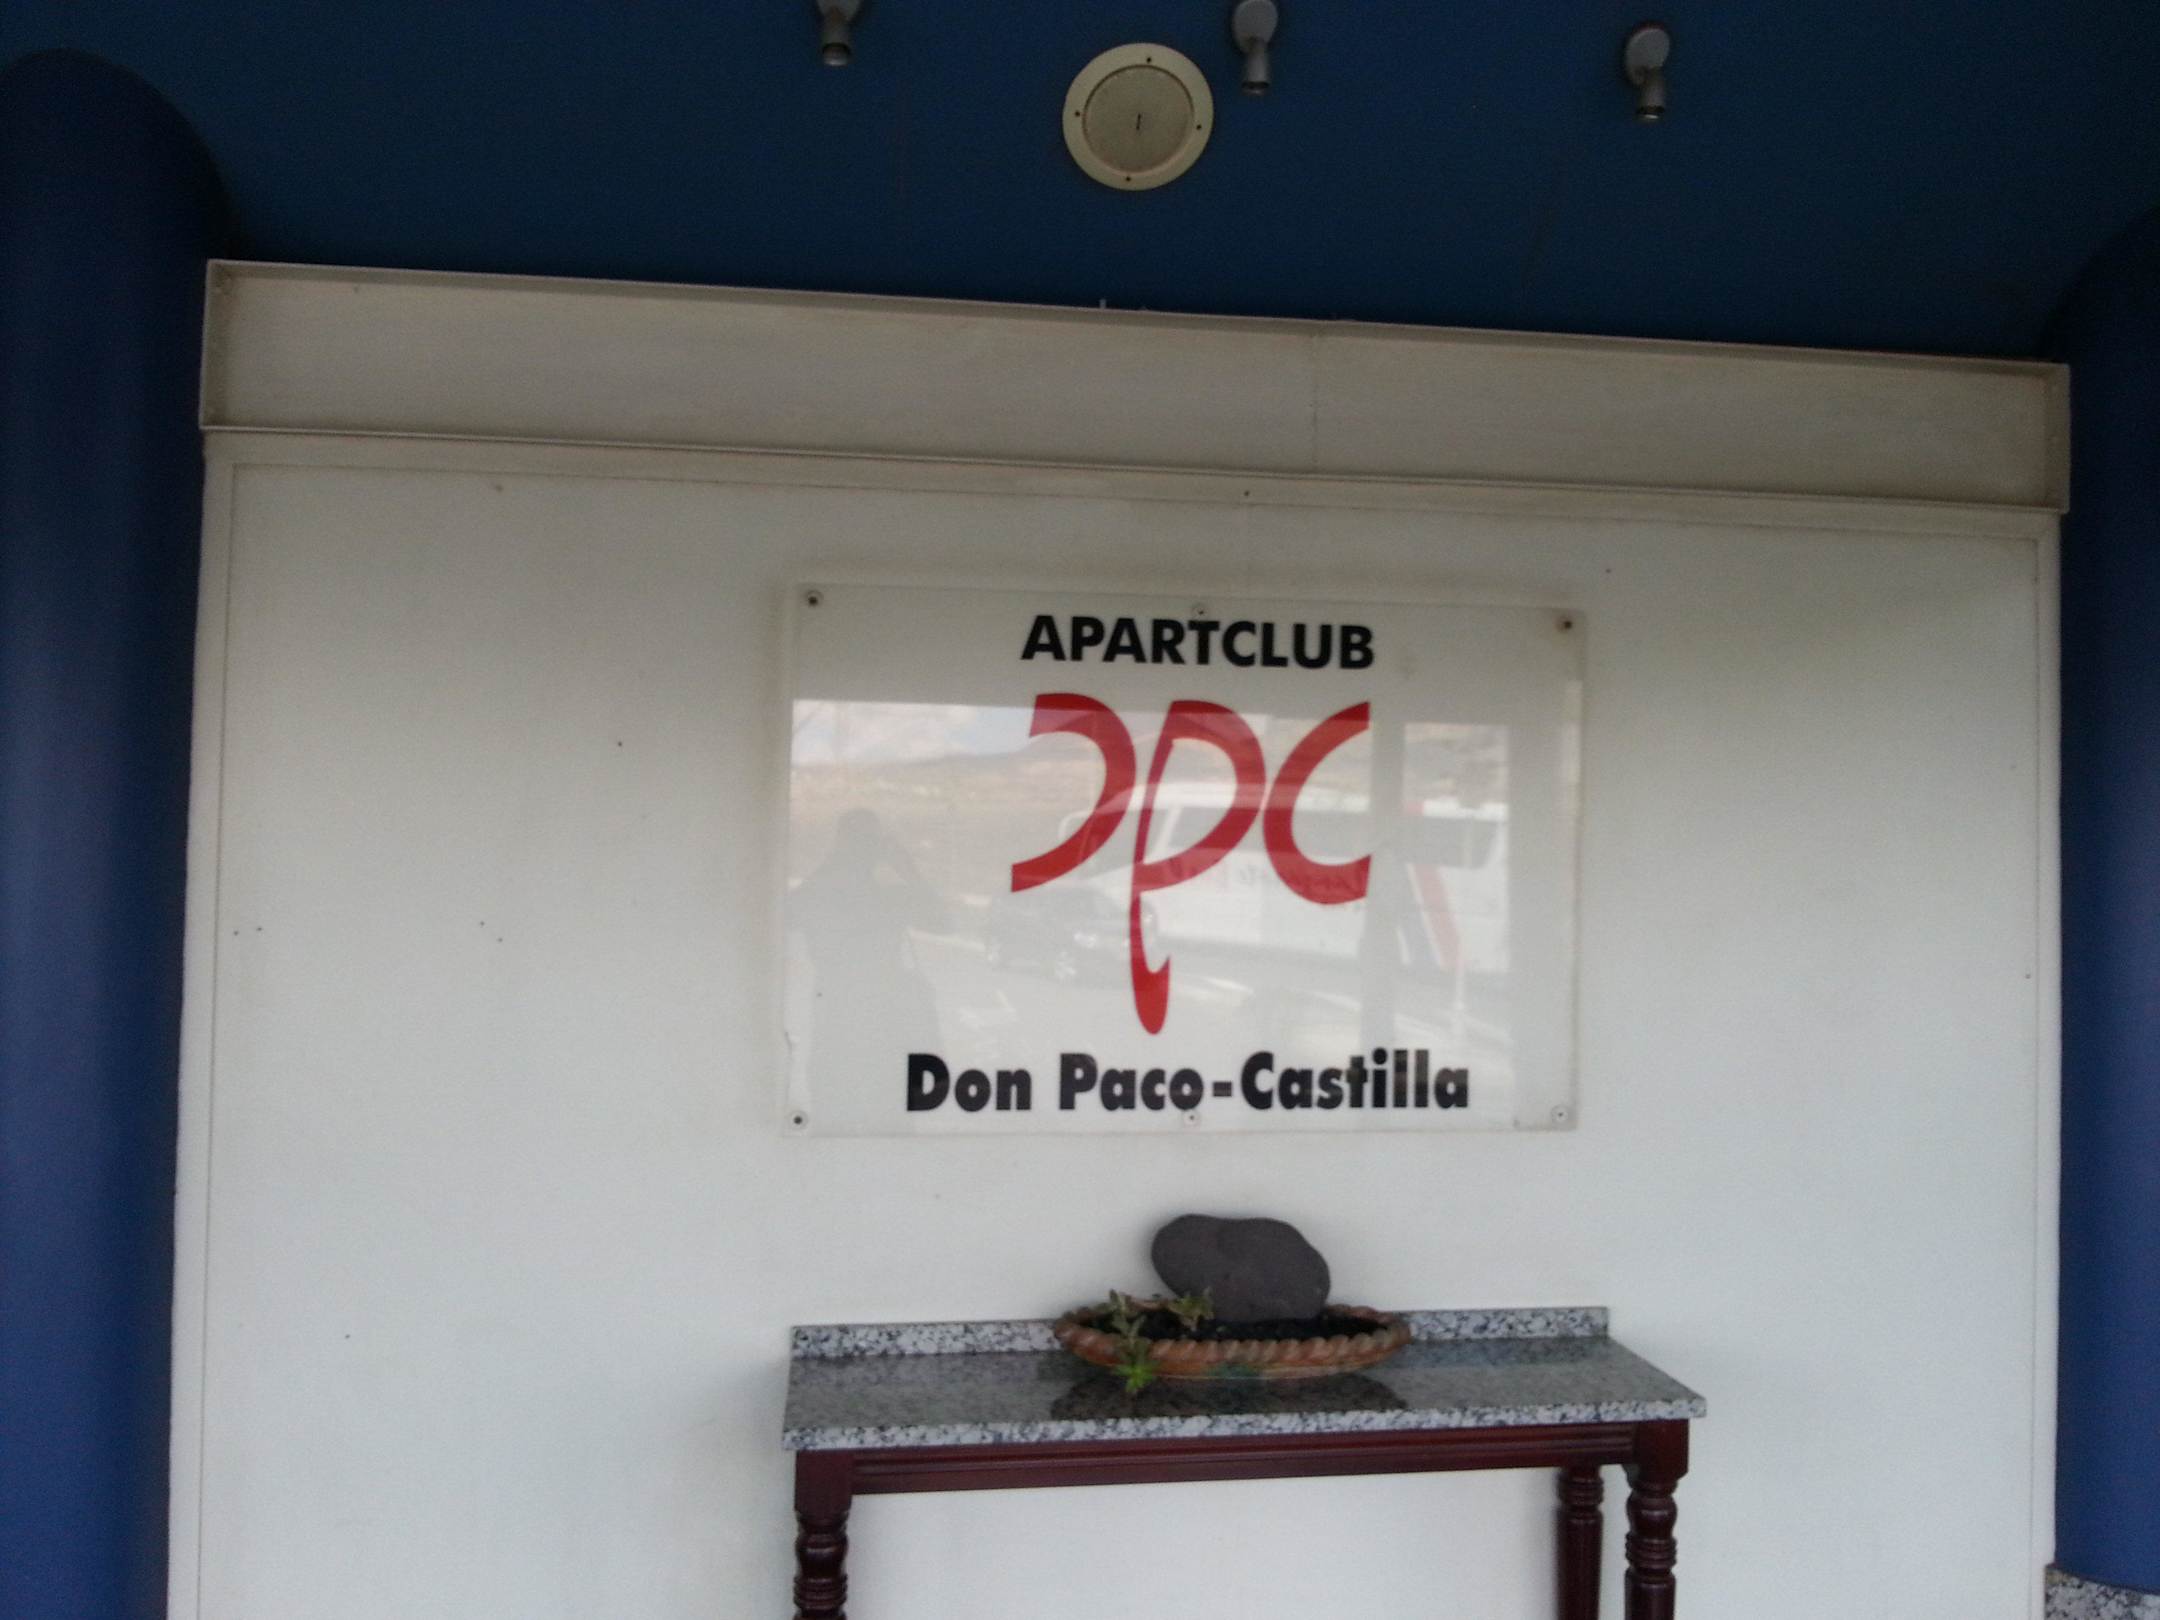 APARTCLUB
DPC
Don Paco-Castilla